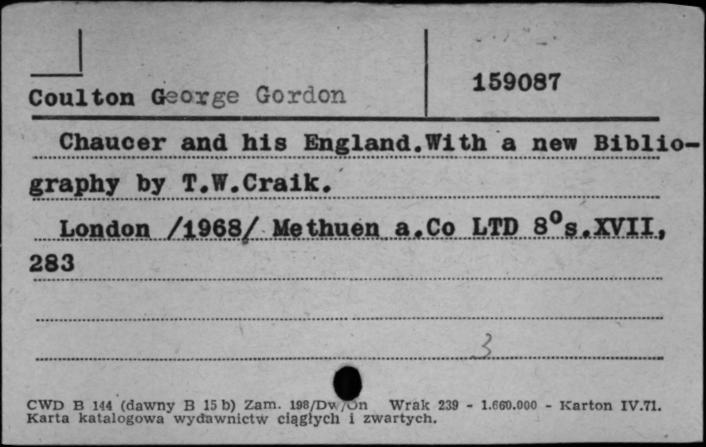 159087
Coulton George Gordon
Chaucer and his England.With a new Biblio-
graphy by T.W.Craik.
London /1968/ Methuen a.Co LTD 8⁰s.XVII,
283
3
CWD B 144 (dawny B 15 b) Zam. 198/Dw/On Wrak 239 - 1.660.000 - Karton IV.71.
Karta katalogowa wydawnictw ciągłych i zwartych.